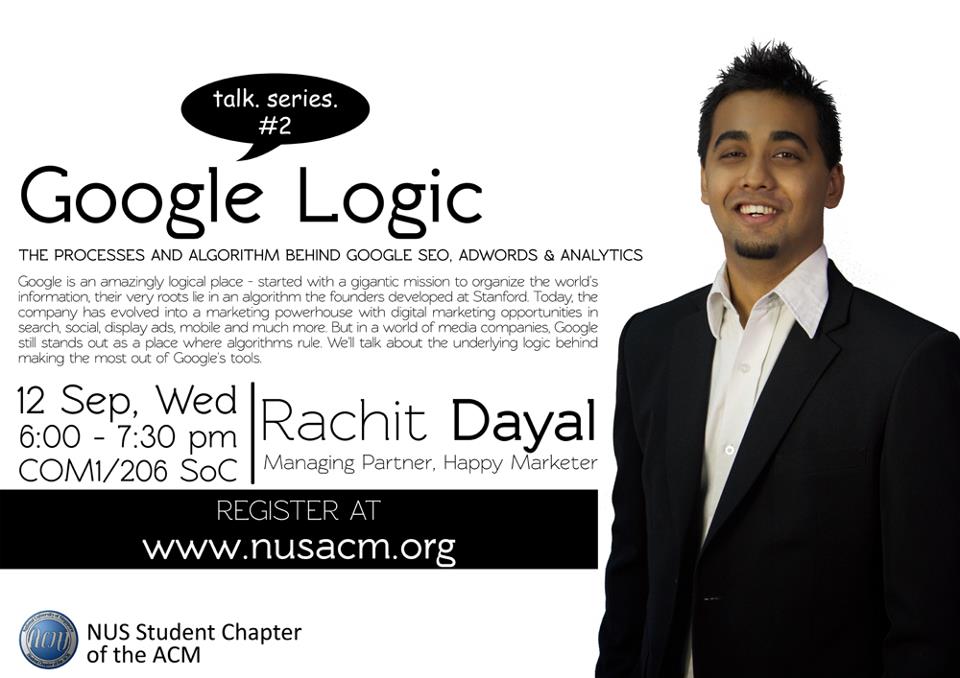 talk. series.
#2
Google Logic
THE PROCESSES AND ALGORITHM BEHIND GOOGLE SEO, ADWORDS & ANALYTICS
Google is an amazingly logical place - started with a gigantic mission to organize the world's
information, their very roots lie in an algorithm the founders developed at Stanford. Today, the
company has evolved into a marketing powerhouse with digital marketing opportunities in
search, social, display ads, mobile and much more. But in a world of media companies, Google
still stands out as a place where algorithms rule. We'll talk about the underlying logic behind
making the most out of Google's tools.
12 Sep, Wed
6:00 - 7:30 pm
COM1/206 SoC
Rachit Dayal
Managing Partner, Happy Marketer
REGISTER AT
www.nusacm.org
acm
NUS Student Chapter
of the ACM